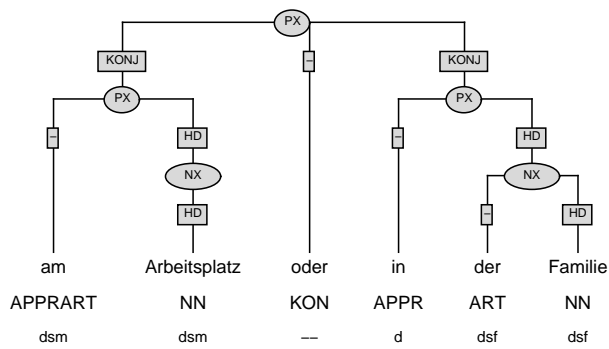 PX
KONJ – KONJ
PX PX
– HD – HD
NX NX
HD – HD
am Arbeitsplatz oder in der Familie
APPRART NN KON APPR ART NN
dsm dsm –– d dsf dsf